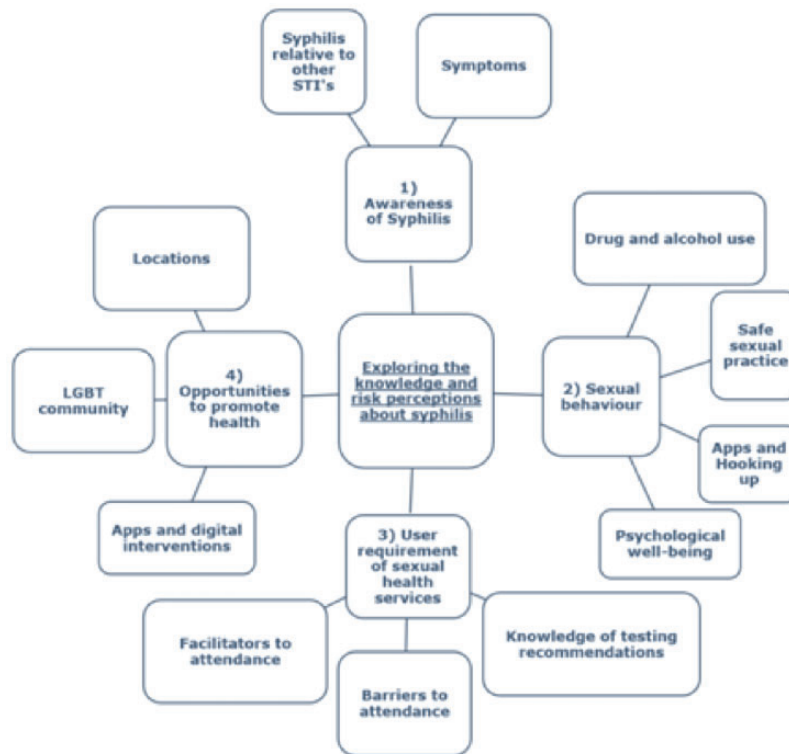 Syphilis
relative to
other
STI's
Symptoms
1)
Awareness
of Syphilis
Drug and alcohol use
Locations
Safe
sexual
practice
Exploring the
knowledge and
risk perceptions
about syphilis
4)
Opportunities
to promote
health
LGBT
community
2) Sexual
behaviour
Apps and
Hooking
up
Apps and digital
interventions
Psychological
well-being
3) User
requirement
of sexual
health
services
Facilitators to
attendance
Knowledge of testing
recommendations
Barriers to
attendance